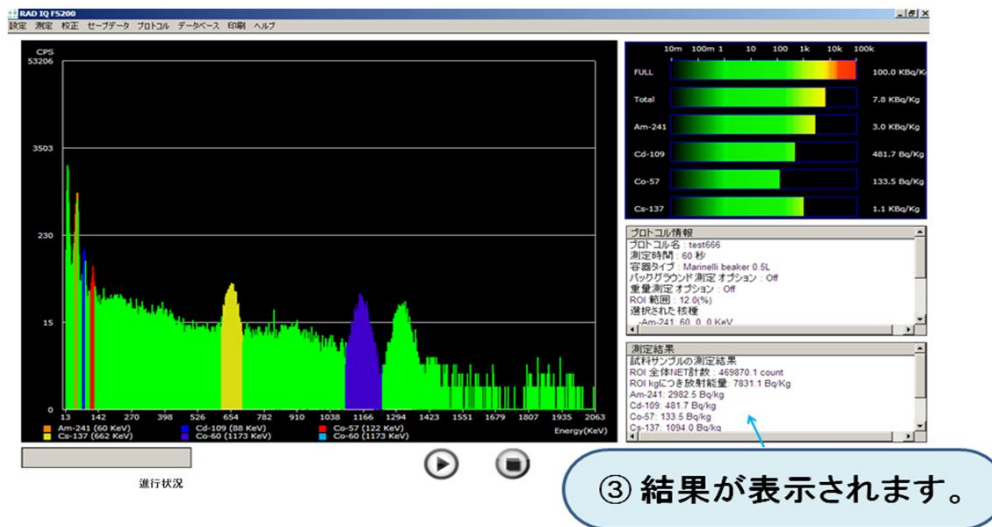 RAD IQ FS200
設定 測定 校正 セーブデータ プロトコル データベース 印刷 ヘルプ
CPS
53206
3503
230
15
0
13 142 270 398 526 654 782 910 1038 1166 1294 1423 1551 1679 1807 1935 2063
Energy(KeV)
Am-241 (60 KeV) Cd-109 (88 KeV) Co-57 (122 KeV)
Cs-137 (662 KeV) Co-60 (1173 KeV) Co-60 (1173 KeV)
進行状況
10m 100m 1 10 100 1k 10k 100k
FULL 100.0 KBq/K
Total 7.8 KBq/Kg
Am-241 3.0 KBq/Kg
Cd-109 481.7 Bq/Kg
Co-57 133.5 Bq/Kg
Cs-137 1.1 KBq/Kg
プロトコル情報
プロトコル名 : test666
測定時間 : 60 秒
容器タイプ : Marinelli beaker 0.5L
バックグラウンド測定 オプション : Off
重量測定 オプション : Off
ROI 範囲 : 12.0(%)
選択された核種
-Am-241: 60. 0. 0 KeV
測定結果
試料サンプルの測定結果
ROI 全体NET計数 : 469870.1 count
ROI kgにつき放射能量: 7831.1 Bq/Kg
Am-241: 2982.5 Bq/kg
Cd-109: 481.7 Bq/kg
Co-57: 133.5 Bq/kg
Cs-137: 1094.0 Bq/kg
③ 結果が表示されます。